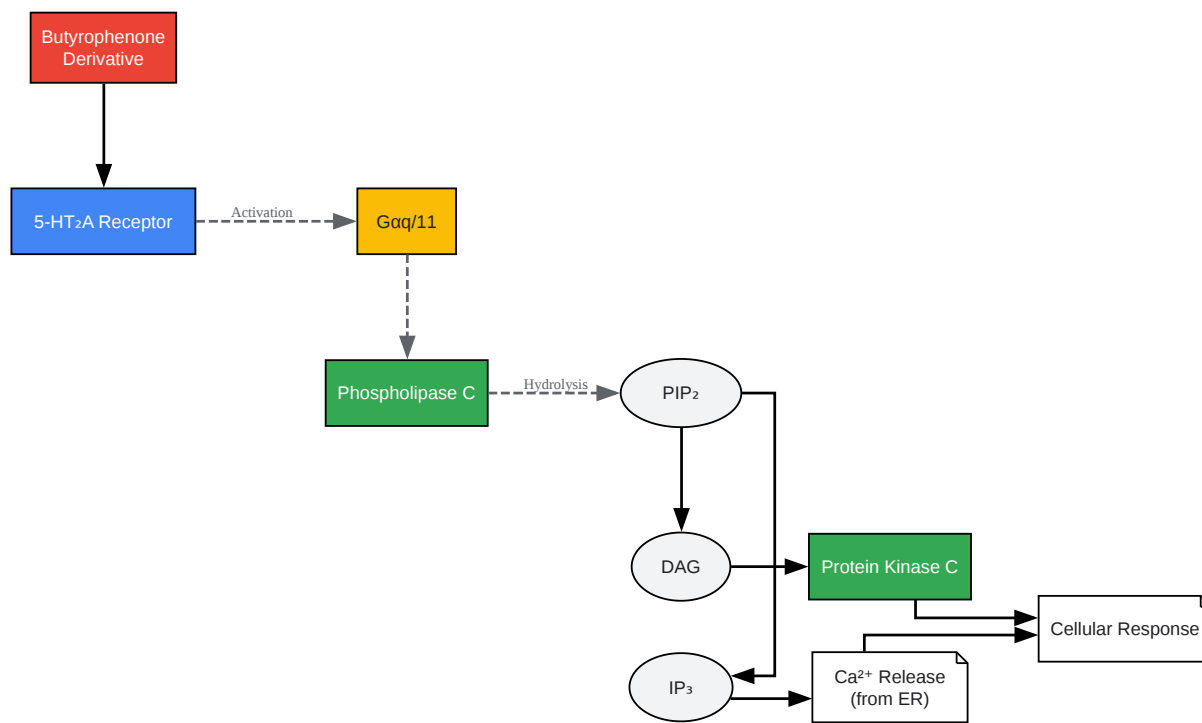 Butyrophenone
Derivative
5-HT₂A Receptor
Activation
Gαq/11
Phospholipase C
Hydrolysis
PIP₂
DAG
Protein Kinase C
Cellular Response
IP₃
Ca²⁺ Release
(from ER)